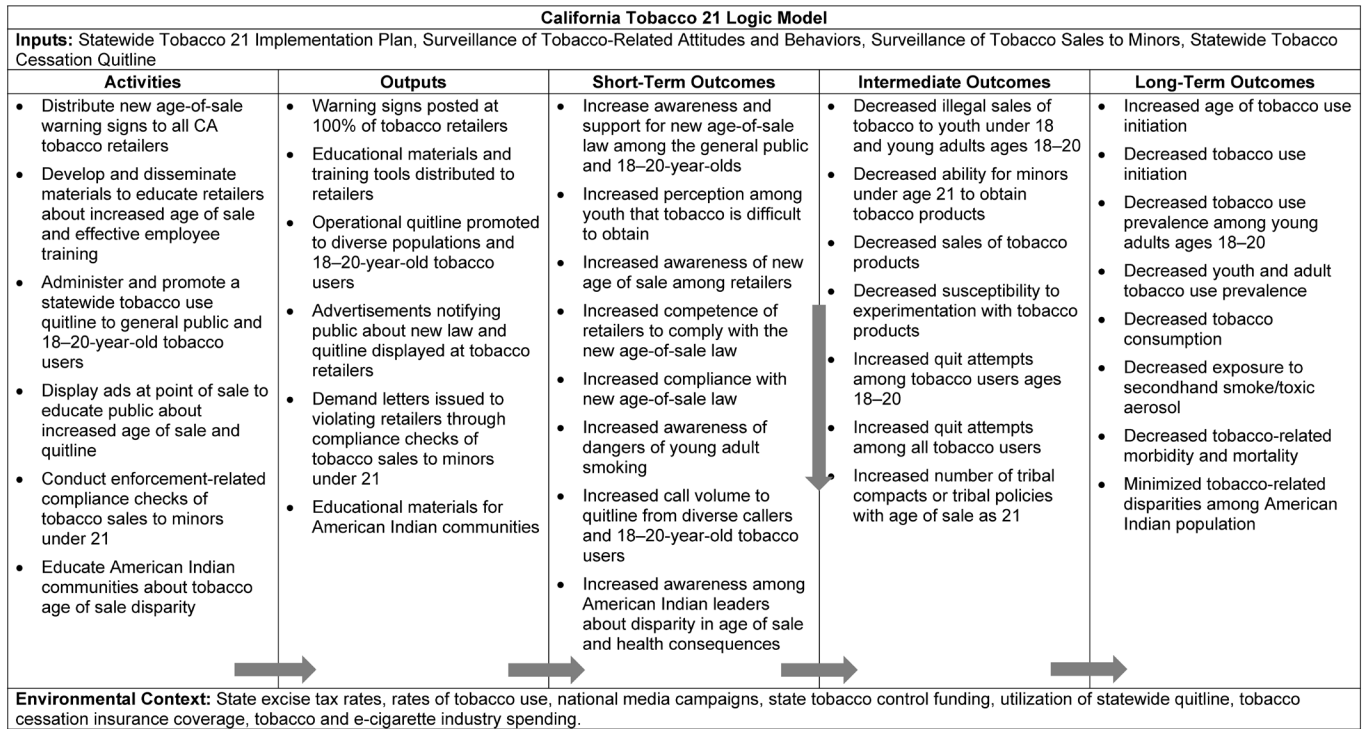 California Tobacco 21 Logic Model
Inputs: Statewide Tobacco 21 Implementation Plan, Surveillance of Tobacco-Related Attitudes and Behaviors, Surveillance of Tobacco Sales to Minors, Statewide Tobacco
Cessation Quitline
Activities
• Distribute new age-of-sale
warning signs to all CA
tobacco retailers
• Develop and disseminate
materials to educate retailers
about increased age of sale
and effective employee
training
• Administer and promote a
statewide tobacco use
quitline to general public and
18–20-year-old tobacco
users
• Display ads at point of sale to
educate public about
increased age of sale and
quitline
• Conduct enforcement-related
compliance checks of
tobacco sales to minors
under 21
• Educate American Indian
communities about tobacco
age of sale disparity
Outputs
• Warning signs posted at
100% of tobacco retailers
• Educational materials and
training tools distributed to
retailers
• Operational quitline promoted
to diverse populations and
18–20-year-old tobacco
users
• Advertisements notifying
public about new law and
quitline displayed at tobacco
retailers
• Demand letters issued to
violating retailers through
compliance checks of
tobacco sales to minors
under 21
• Educational materials for
American Indian communities
Short-Term Outcomes
• Increase awareness and
support for new age-of-sale
law among the general public
and 18–20-year-olds
• Increased perception among
youth that tobacco is difficult
to obtain
• Increased awareness of new
age of sale among retailers
• Increased competence of
retailers to comply with the
new age-of-sale law
• Increased compliance with
new age-of-sale law
• Increased awareness of
dangers of young adult
smoking
• Increased call volume to
quitline from diverse callers
and 18–20-year-old tobacco
users
• Increased awareness among
American Indian leaders
about disparity in age of sale
and health consequences
Intermediate Outcomes
• Decreased illegal sales of
tobacco to youth under 18
and young adults ages 18–20
• Decreased ability for minors
under age 21 to obtain
tobacco products
• Decreased sales of tobacco
products
• Decreased susceptibility to
experimentation with tobacco
products
• Increased quit attempts
among tobacco users ages
18–20
• Increased quit attempts
among all tobacco users
• Increased number of tribal
compacts or tribal policies
with age of sale as 21
Long-Term Outcomes
• Increased age of tobacco use
initiation
• Decreased tobacco use
initiation
• Decreased tobacco use
prevalence among young
adults ages 18–20
• Decreased youth and adult
tobacco use prevalence
• Decreased tobacco
consumption
• Decreased exposure to
secondhand smoke/toxic
aerosol
• Decreased tobacco-related
morbidity and mortality
• Minimized tobacco-related
disparities among American
Indian population
Environmental Context: State excise tax rates, rates of tobacco use, national media campaigns, state tobacco control funding, utilization of statewide quitline, tobacco
cessation insurance coverage, tobacco and e-cigarette industry spending.